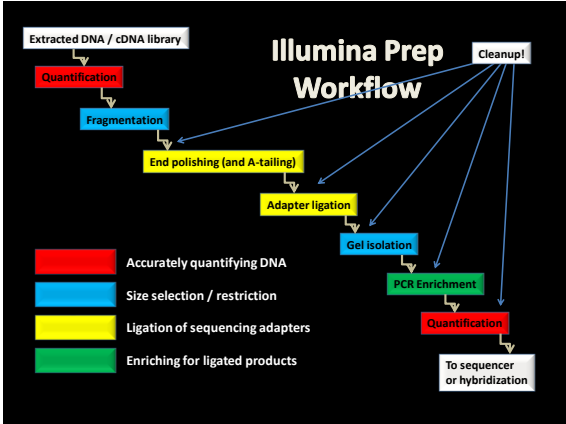 Extracted DNA / cDNA library
Illumina Prep
Workflow
Cleanup!
Quantification
Fragmentation
End polishing (and A-tailing)
Adapter ligation
Gel isolation
PCR Enrichment
Quantification
To sequencer
or hybridization
Accurately quantifying DNA
Size selection / restriction
Ligation of sequencing adapters
Enriching for ligated products